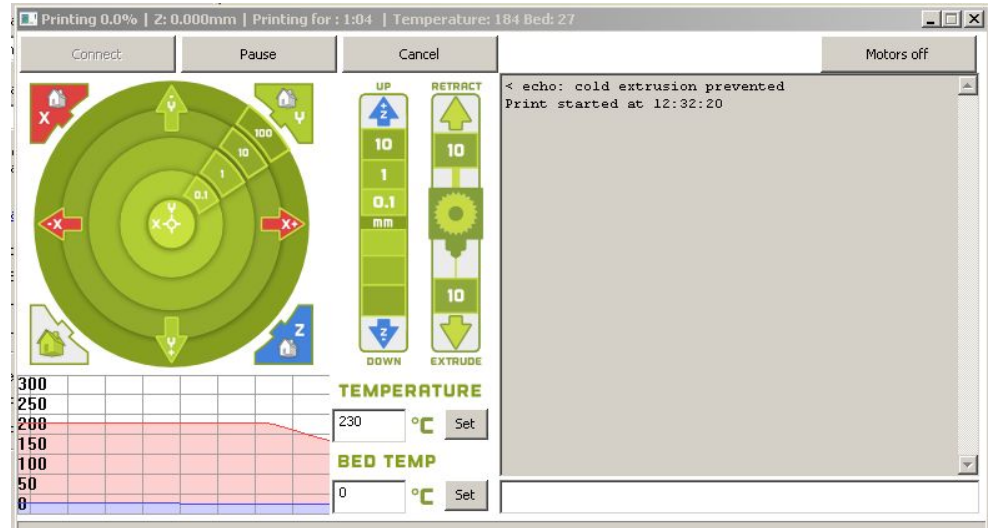 Printing 0.0% | Z: 0.000mm | Printing for : 1:04 | Temperature: 184 Bed: 27
Connect
Pause
Cancel
Motors off
X
Y
100
10
1
0.1
Y
X
Y
-X
X+
Y
+
Z
UP
+
Z
10
1
0.1
mm
Z
-
DOWN
RETRACT
10
10
EXTRUDE
< echo: cold extrusion prevented
Print started at 12:32:20
300
250
200
150
100
50
0
TEMPERATURE
230
°C
Set
BED TEMP
0
°C
Set